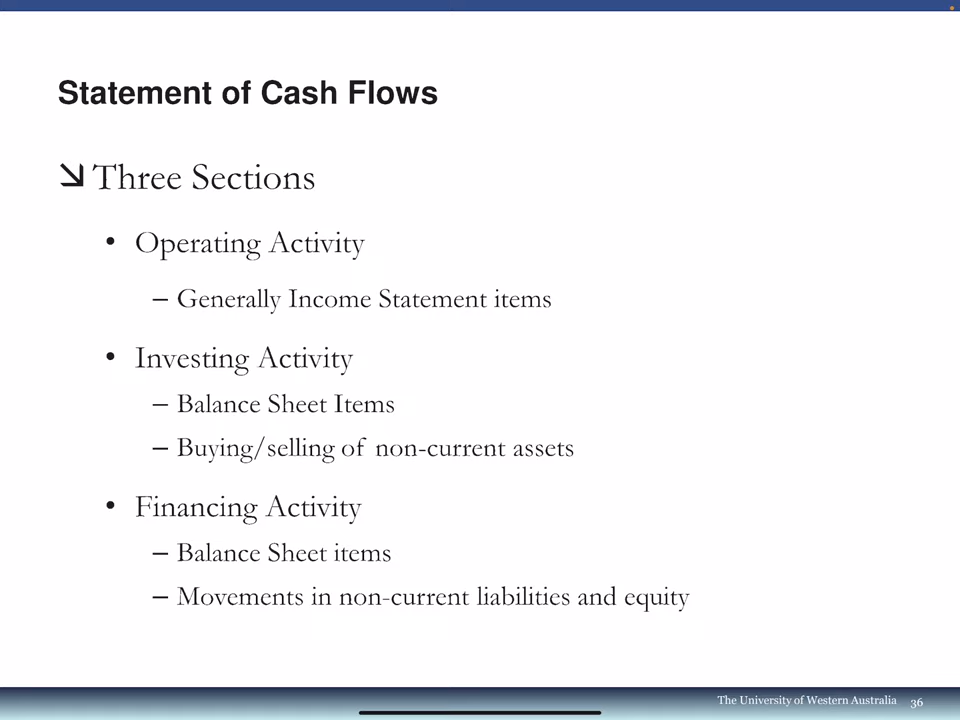 Statement of Cash Flows
Three Sections
• Operating Activity
– Generally Income Statement items
• Investing Activity
– Balance Sheet Items
– Buying/selling of non-current assets
• Financing Activity
– Balance Sheet items
– Movements in non-current liabilities and equity
The University of Western Australia 36